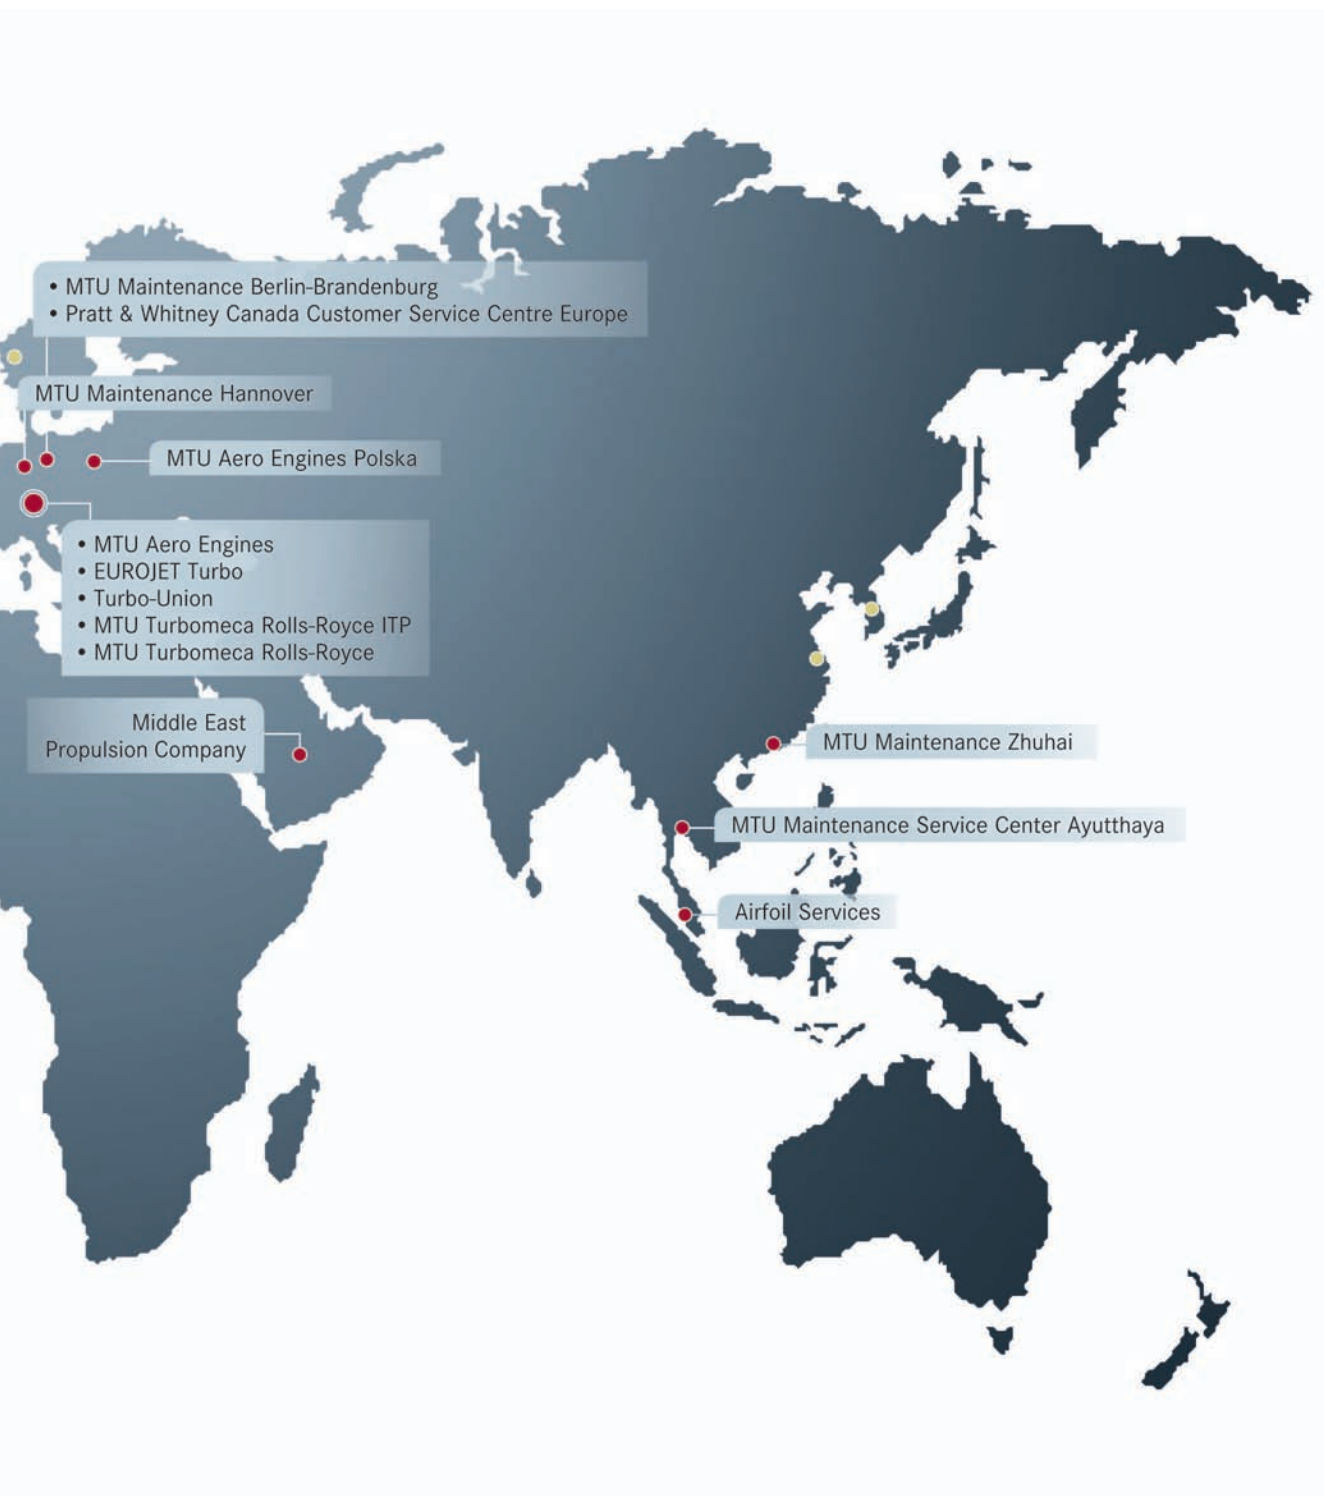 • MTU Maintenance Berlin-Brandenburg
• Pratt & Whitney Canada Customer Service Centre Europe
MTU Maintenance Hannover
MTU Aero Engines Polska
• MTU Aero Engines
• EUROJET Turbo
• Turbo-Union
• MTU Turbomeca Rolls-Royce ITP
• MTU Turbomeca Rolls-Royce
Middle East
Propulsion Company
MTU Maintenance Zhuhai
MTU Maintenance Service Center Ayutthaya
Airfoil Services